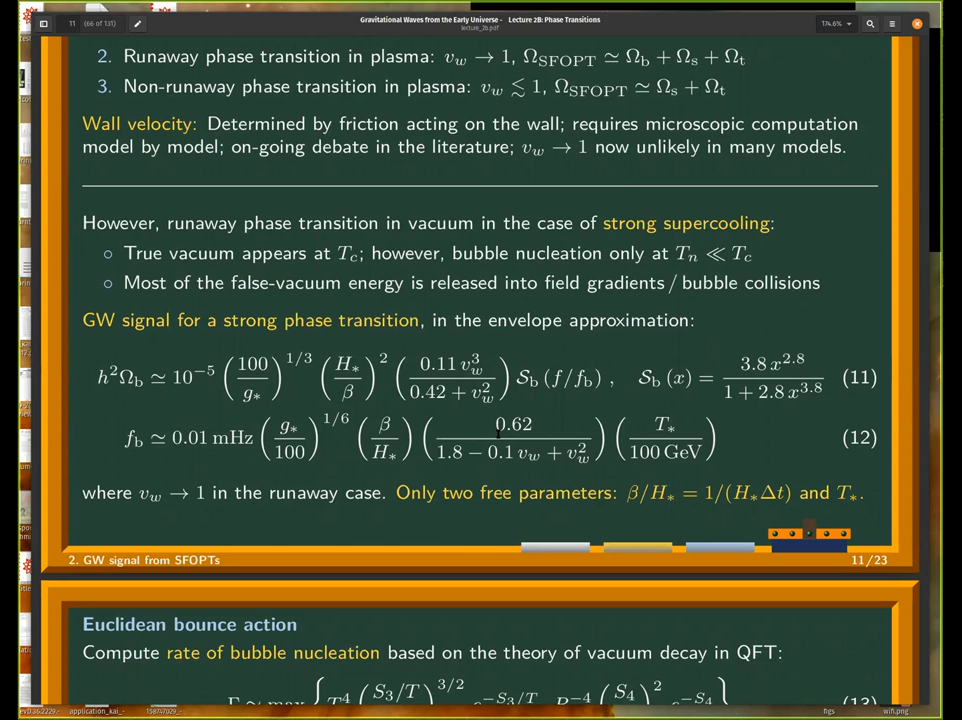 Gravitational Waves from the Early Universe - Lecture 2B: Phase Transitions
lecture_2b.pdf
11 (66 of 131)
174.6%
2. Runaway phase transition in plasma: v_w → 1, Ω_SFOPT ≃ Ω_b + Ω_s + Ω_t
3. Non-runaway phase transition in plasma: v_w ≲ 1, Ω_SFOPT ≃ Ω_s + Ω_t
Wall velocity: Determined by friction acting on the wall; requires microscopic computation
model by model; on-going debate in the literature; v_w → 1 now unlikely in many models.
However, runaway phase transition in vacuum in the case of strong supercooling:
○ True vacuum appears at T_c; however, bubble nucleation only at T_n ≪ T_c
○ Most of the false-vacuum energy is released into field gradients / bubble collisions
GW signal for a strong phase transition, in the envelope approximation:
h²Ω_b ≃ 10⁻⁵ (100/g_*)^{1/3} (H_*/β)² (0.11 v_w³/(0.42 + v_w²)) S_b (f/f_b) , S_b (x) = 3.8 x^{2.8}/(1 + 2.8 x^{3.8}) (11)
f_b ≃ 0.01 mHz (g_*/100)^{1/6} (β/H_*) (0.62/(1.8 − 0.1 v_w + v_w²)) (T_*/100 GeV) (12)
where v_w → 1 in the runaway case. Only two free parameters: β/H_* = 1/(H_*Δt) and T_*.
2. GW signal from SFOPTs 11/23
Euclidean bounce action
Compute rate of bubble nucleation based on the theory of vacuum decay in QFT:
application_kai_- 158747029_- figs wifi.png